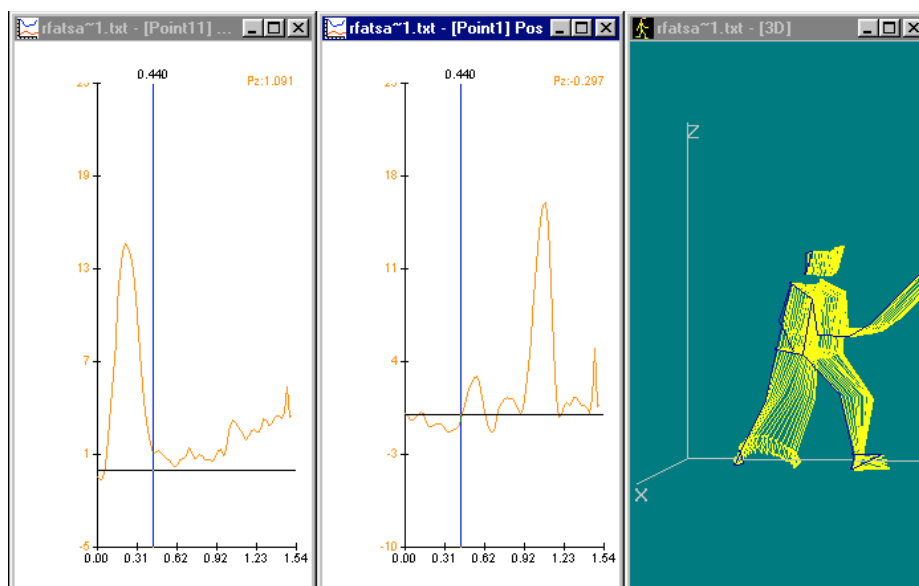 rfatsa~1.txt - [Point11] ...
0.440
Pz:1.091
19
13
7
1
-5
0.00 0.31 0.62 0.92 1.23 1.54
rfatsa~1.txt - [Point1] Pos
0.440
Pz:-0.297
18
11
4
-3
-10
0.00 0.31 0.62 0.92 1.23 1.54
rfatsa~1.txt - [3D]
Z
X